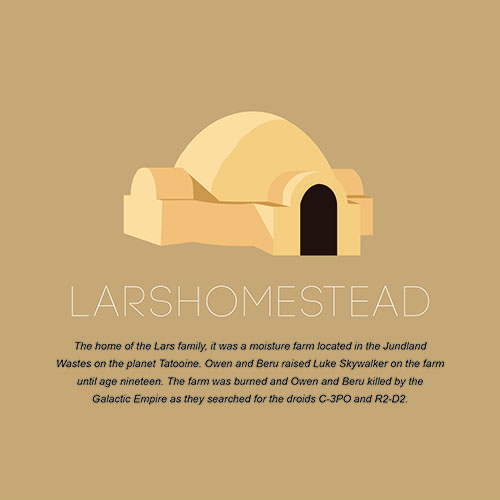 LARSHOMESTEAD
The home of the Lars family, it was a moisture farm located in the Jundland
Wastes on the planet Tatooine. Owen and Beru raised Luke Skywalker on the farm
until age nineteen. The farm was burned and Owen and Beru killed by the
Galactic Empire as they searched for the droids C-3PO and R2-D2.